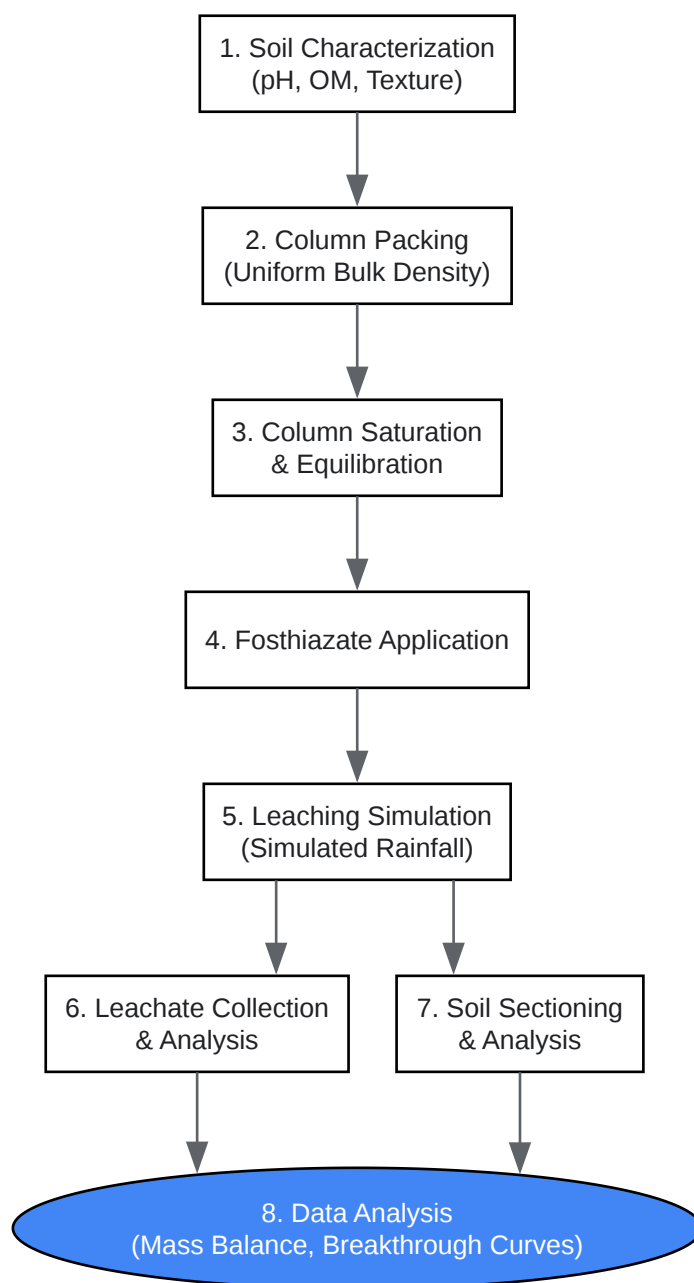 1. Soil Characterization
(pH, OM, Texture)
2. Column Packing
(Uniform Bulk Density)
3. Column Saturation
& Equilibration
4. Fosthiazate Application
5. Leaching Simulation
(Simulated Rainfall)
6. Leachate Collection
& Analysis
7. Soil Sectioning
& Analysis
8. Data Analysis
(Mass Balance, Breakthrough Curves)